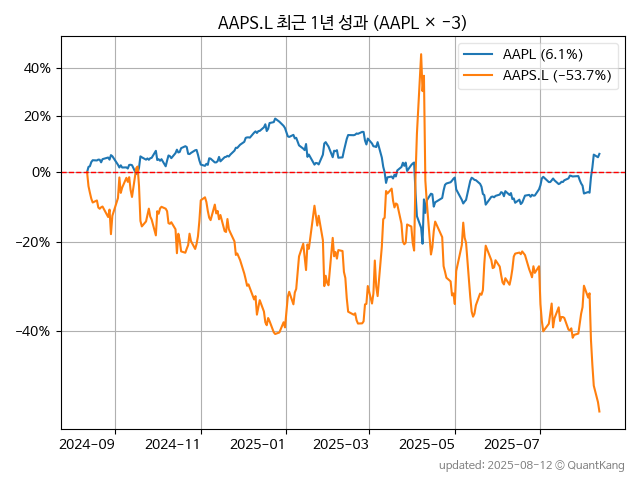 AAPS.L 최근 1년 성과 (AAPL × −3)
AAPL (6.1%)
AAPS.L (−53.7%)
40%
20%
0%
−20%
−40%
2024−09
2024−11
2025−01
2025−03
2025−05
2025−07
updated: 2025-08-12 © QuantKang